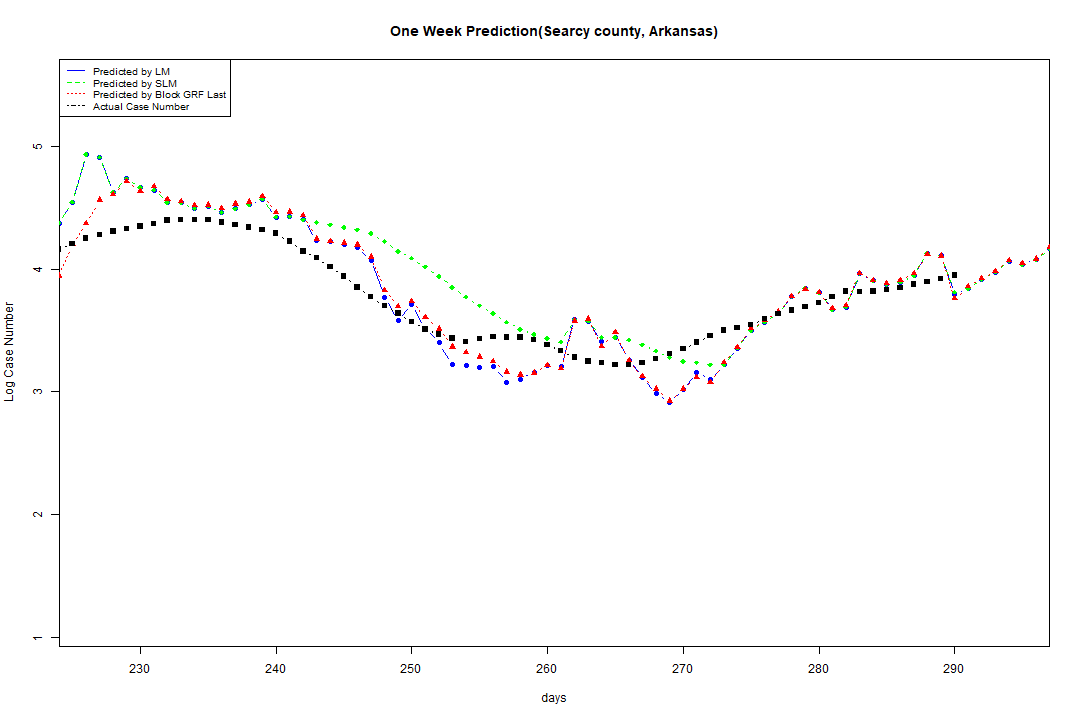 One Week Prediction(Searcy county, Arkansas)
Predicted by LM
Predicted by SLM
Predicted by Block GRF Last
Actual Case Number
5
4
3
2
1
Log Case Number
230 240 250 260 270 280 290
days